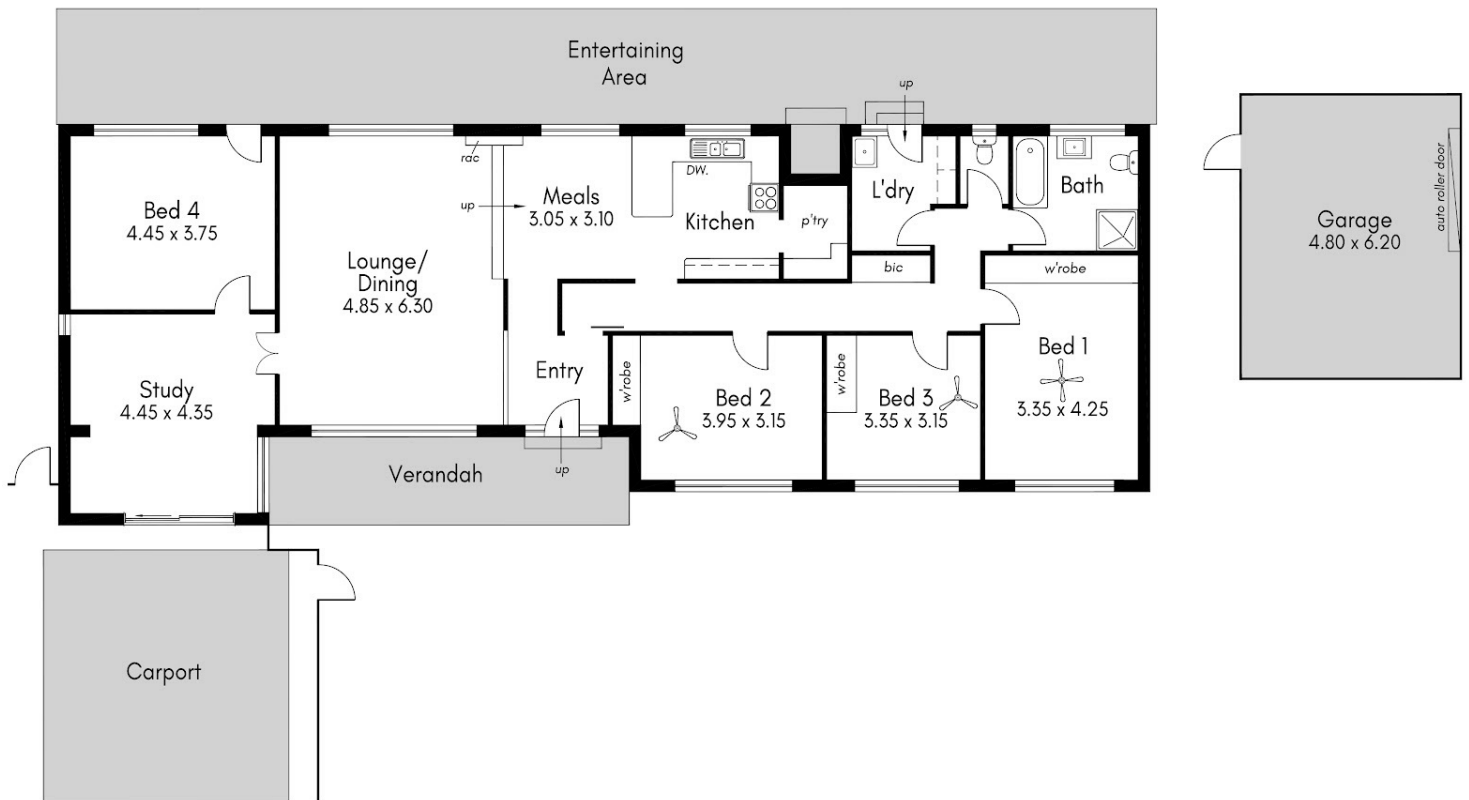 Entertaining
Area
up
rac
DW.
L'dry
Bath
auto roller door
Bed 4
4.45 x 3.75
up
Meals
3.05 x 3.10
Kitchen
p'try
Garage
4.80 x 6.20
Lounge/
Dining
4.85 x 6.30
bic
w'robe
Study
4.45 x 4.35
Entry
w'robe
Bed 2
3.95 x 3.15
w'robe
Bed 3
3.35 x 3.15
Bed 1
3.35 x 4.25
Verandah
up
Carport